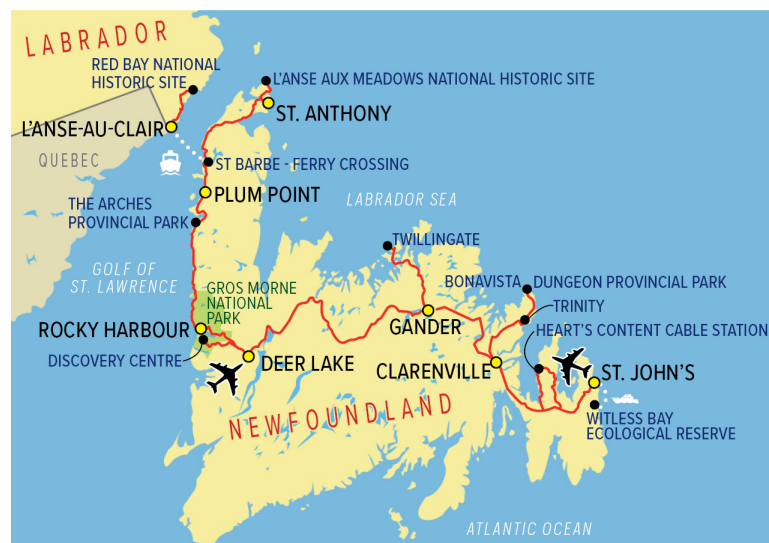 LABRADOR
RED BAY NATIONAL
HISTORIC SITE
L'ANSE AUX MEADOWS NATIONAL HISTORIC SITE
ST. ANTHONY
L'ANSE-AU-CLAIR
QUEBEC
ST BARBE - FERRY CROSSING
PLUM POINT
LABRADOR SEA
THE ARCHES
PROVINCIAL PARK
TWILLINGATE
GOLF OF
ST. LAWRENCE
BONAVISTA
DUNGEON PROVINCIAL PARK
GROS MORNE
NATIONAL
PARK
TRINITY
ROCKY HARBOUR
GANDER
HEART'S CONTENT CABLE STATION
DISCOVERY CENTRE
DEER LAKE
CLARENVILLE
ST. JOHN'S
NEWFOUNDLAND
WITLESS BAY
ECOLOGICAL RESERVE
ATLANTIC OCEAN